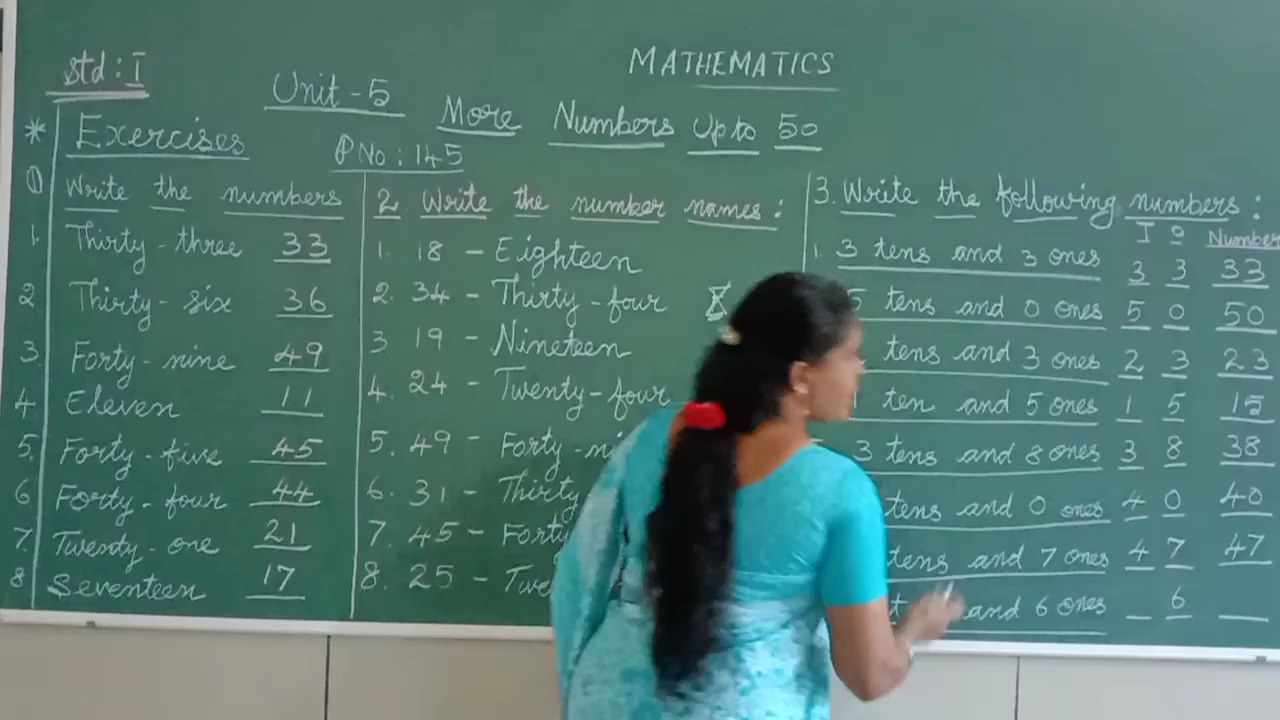 MATHEMATICS
Std : I
Unit - 5 More Numbers Up to 50
* Exercises P No : 145
① Write the numbers
1. Thirty - three 33
2 Thirty - six 36
3. Forty - nine 49
4 Eleven 11
5. Forty - five 45
6 Forty - four 44
7. Twenty - one 21
8 Seventeen 17
2. Write the number names :
1. 18 - Eighteen
2. 34 - Thirty - four
3 19 - Nineteen
4. 24 - Twenty - four
5. 49 - Forty -
6. 31 - Thirty
7. 45 - Forty
8. 25 -
3. Write the following numbers :
T O Number
1. 3 tens and 3 ones 3 3 33
5 tens and 0 ones 5 0 50
tens and 3 ones 2 3 23
1 ten and 5 ones 1 5 15
3 tens and 8 ones 3 8 38
tens and 0 ones 4 0 40
tens and 7 ones 4 7 47
and 6 ones _ 6 _